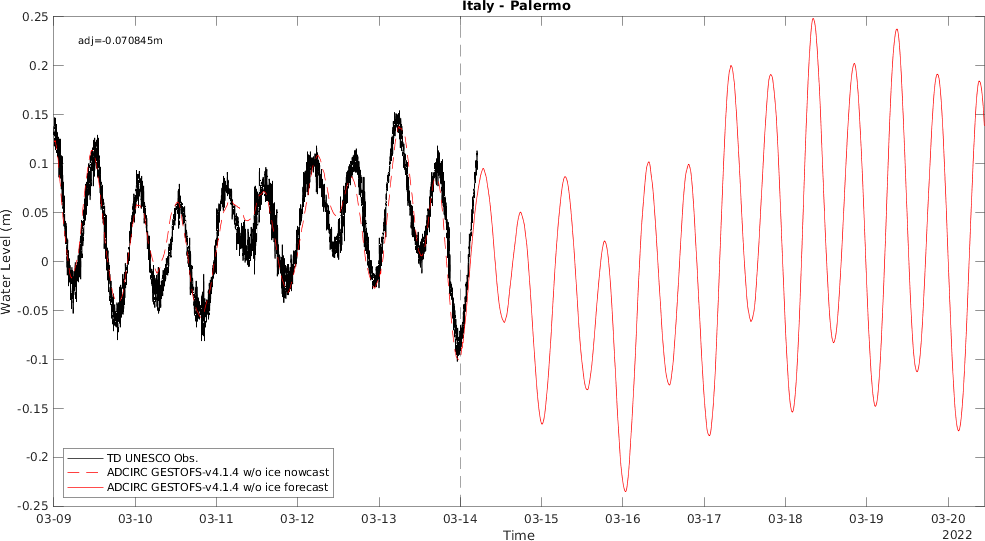 Italy - Palermo
adj=-0.070845m
0.25
0.2
0.15
0.1
0.05
0
-0.05
-0.1
-0.15
-0.2
-0.25
Water Level (m)
TD UNESCO Obs.
ADCIRC GESTOFS-v4.1.4 w/o ice nowcast
ADCIRC GESTOFS-v4.1.4 w/o ice forecast
03-09 03-10 03-11 03-12 03-13 03-14 03-15 03-16 03-17 03-18 03-19 03-20
Time
2022